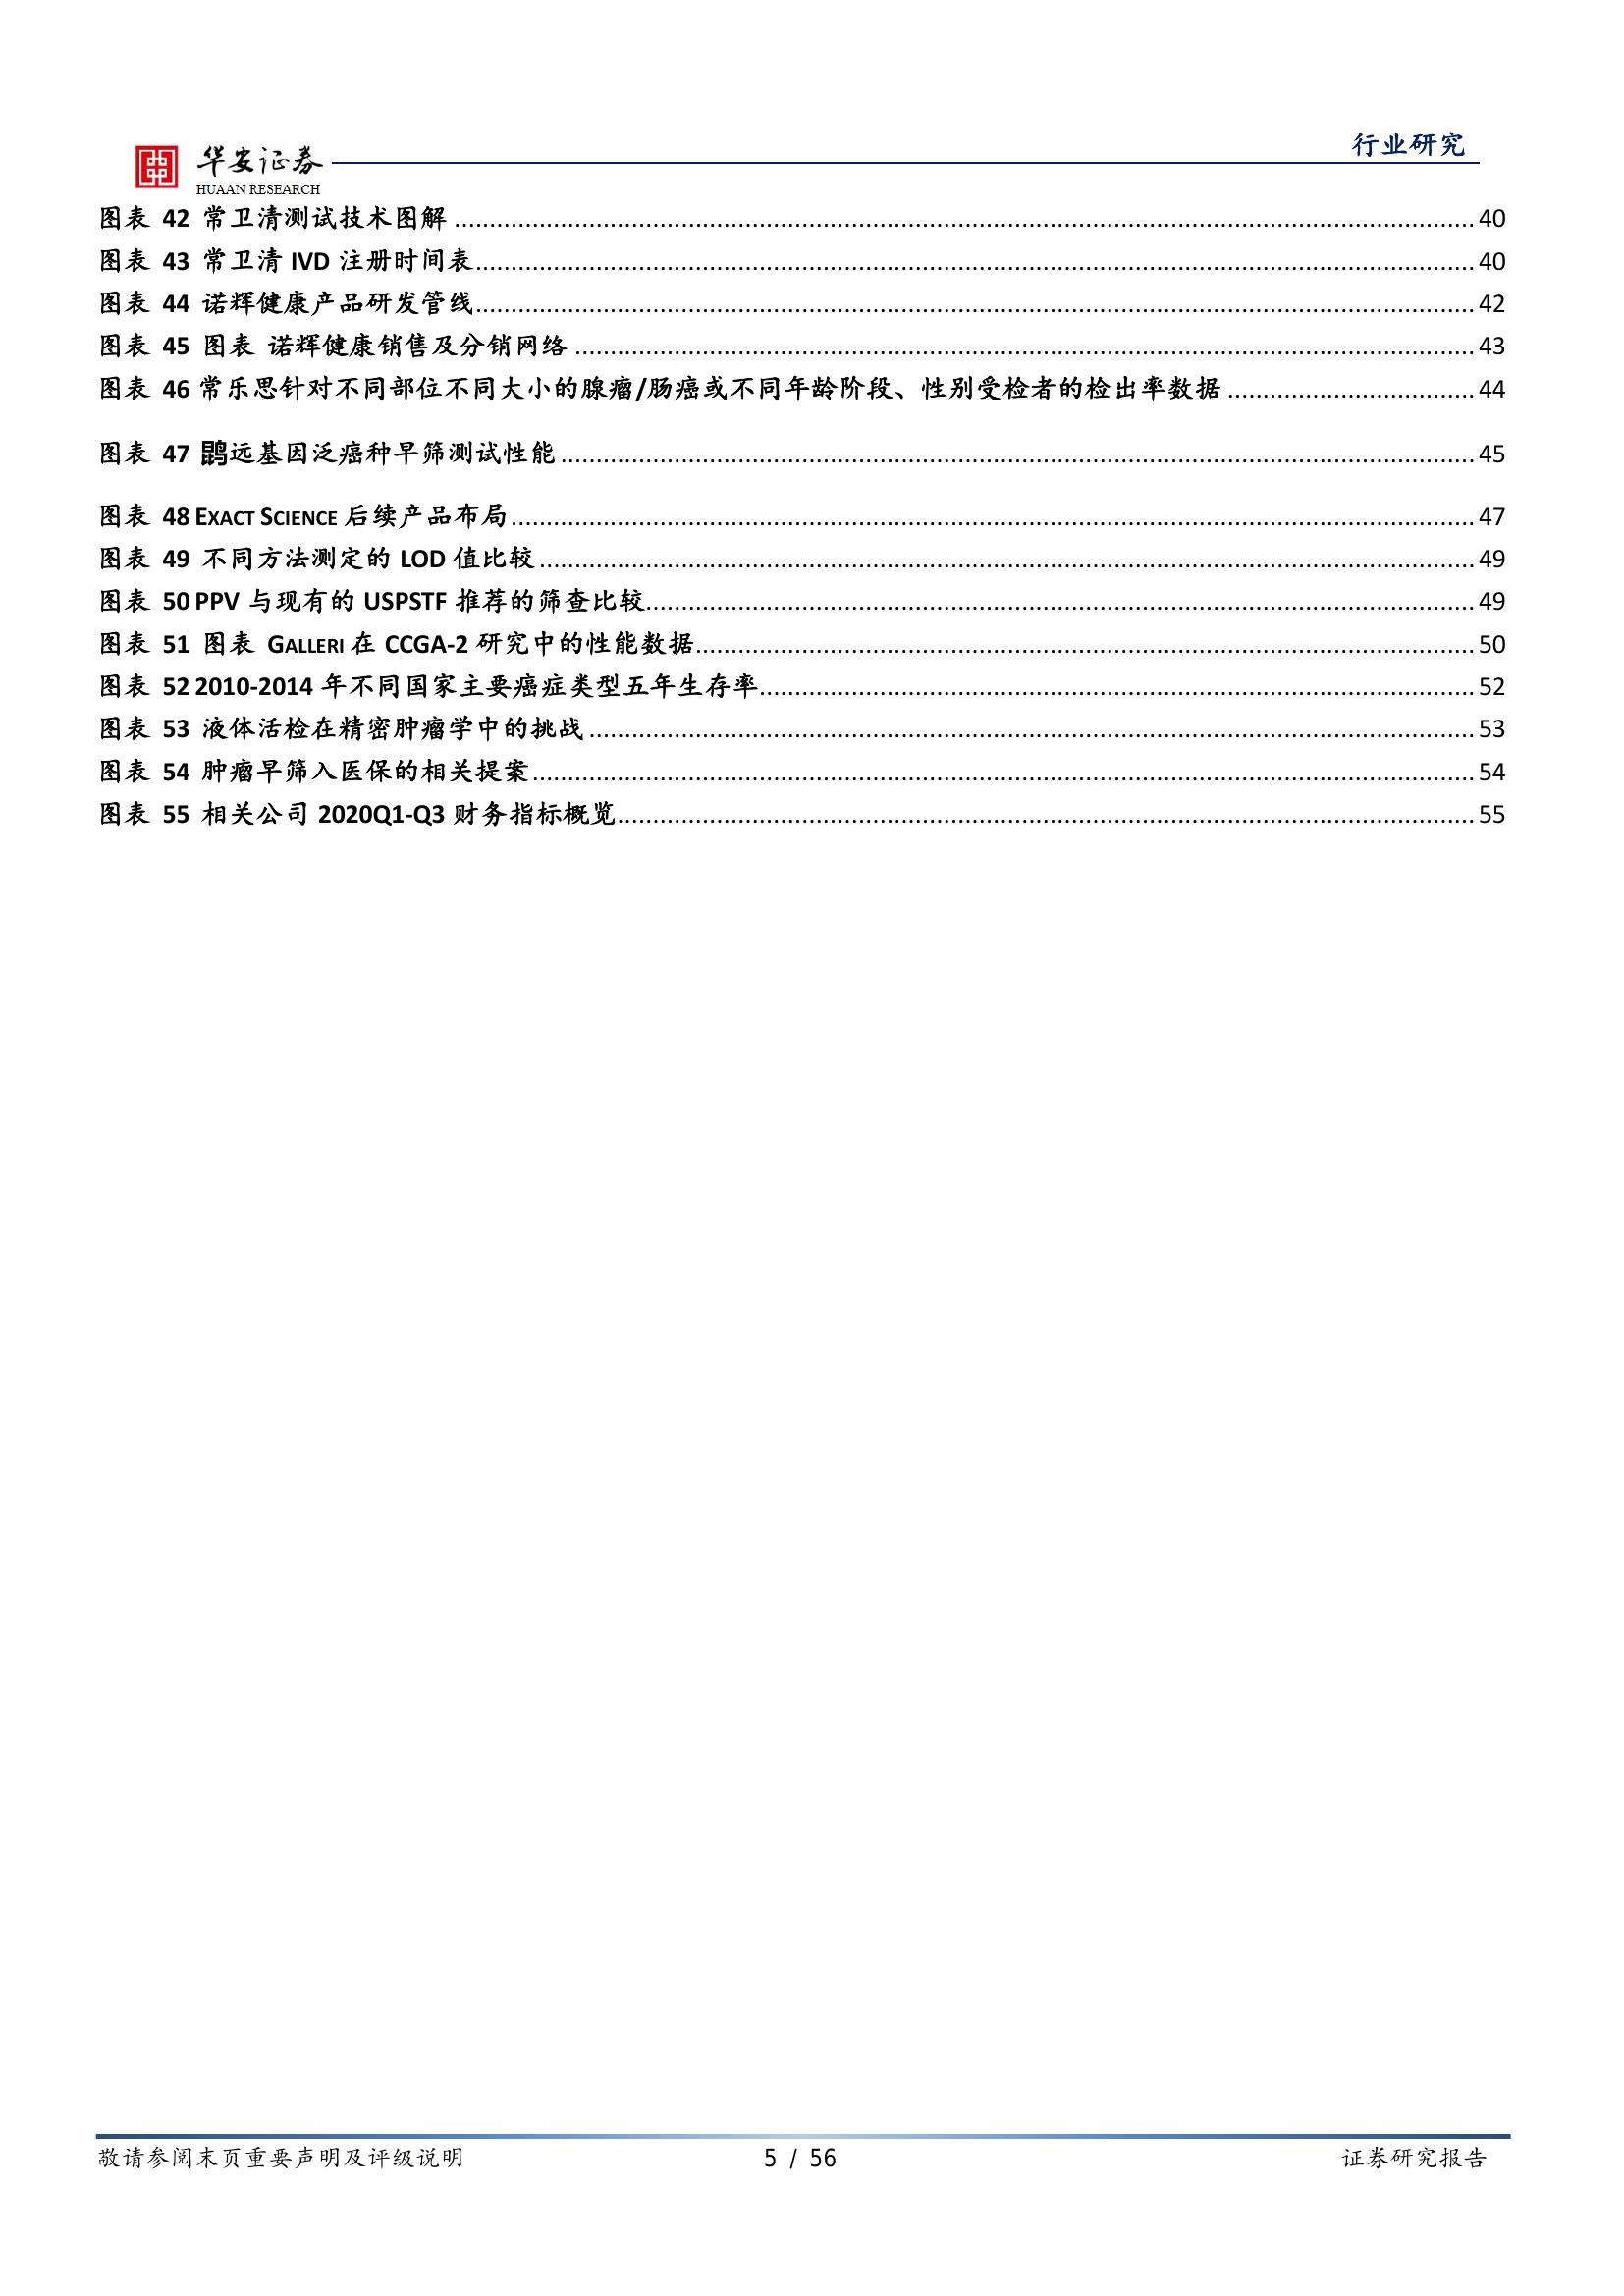 行业研究
华安证券
HUAAN RESEARCH
图表 42 常卫清测试技术图解 40
图表 43 常卫清 IVD 注册时间表 40
图表 44 诺辉健康产品研发管线 42
图表 45 图表 诺辉健康销售及分销网络 43
图表 46 常乐思针对不同部位不同大小的腺瘤/肠癌或不同年龄阶段、性别受检者的检出率数据 44
图表 47 鹍远基因泛癌种早筛测试性能 45
图表 48 EXACT SCIENCE 后续产品布局 47
图表 49 不同方法测定的 LOD 值比较 49
图表 50 PPV 与现有的 USPSTF 推荐的筛查比较 49
图表 51 图表 GALLERI 在 CCGA-2 研究中的性能数据 50
图表 52 2010-2014 年不同国家主要癌症类型五年生存率 52
图表 53 液体活检在精密肿瘤学中的挑战 53
图表 54 肿瘤早筛入医保的相关提案 54
图表 55 相关公司 2020Q1-Q3 财务指标概览 55
敬请参阅末页重要声明及评级说明 5 / 56 证券研究报告